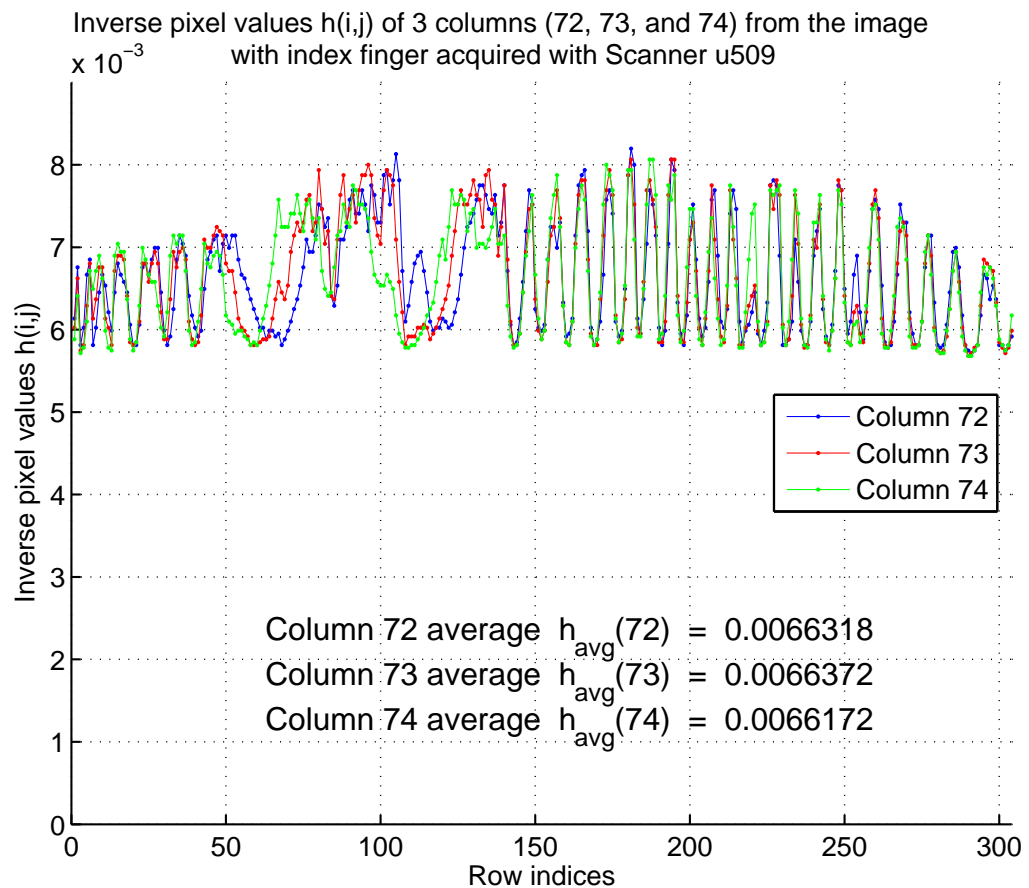 Inverse pixel values h(i,j) of 3 columns (72, 73, and 74) from the image
with index finger acquired with Scanner u509
x 10⁻³
8
7
6
5
4
3
2
1
0
Inverse pixel values h(i,j)
Column 72
Column 73
Column 74
Column 72 average h_avg(72) = 0.0066318
Column 73 average h_avg(73) = 0.0066372
Column 74 average h_avg(74) = 0.0066172
0 50 100 150 200 250 300
Row indices